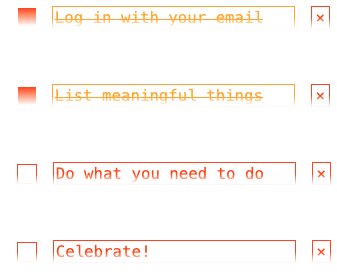 Log in with your email ×
List meaningful things ×
Do what you need to do ×
Celebrate! ×